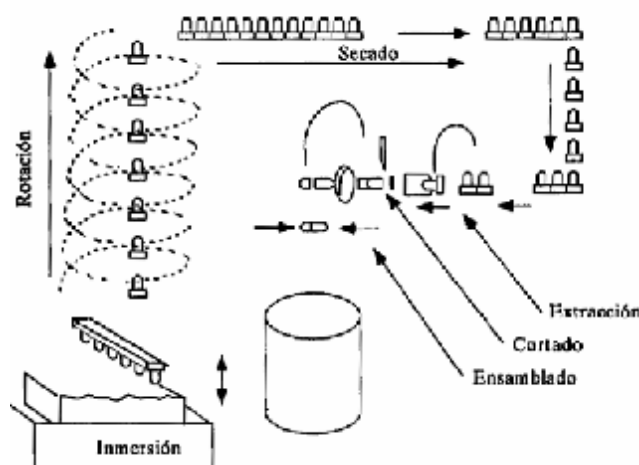 Secado
Rotación
Extracción
Cortado
Ensamblado
Inmersión